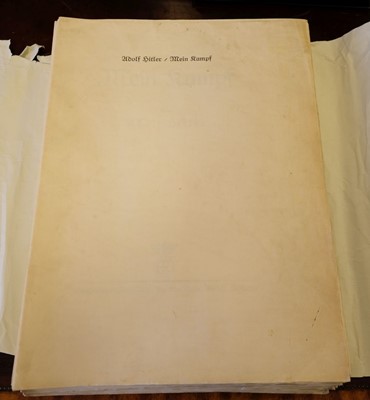 Adolf Hitler / Mein Kampf